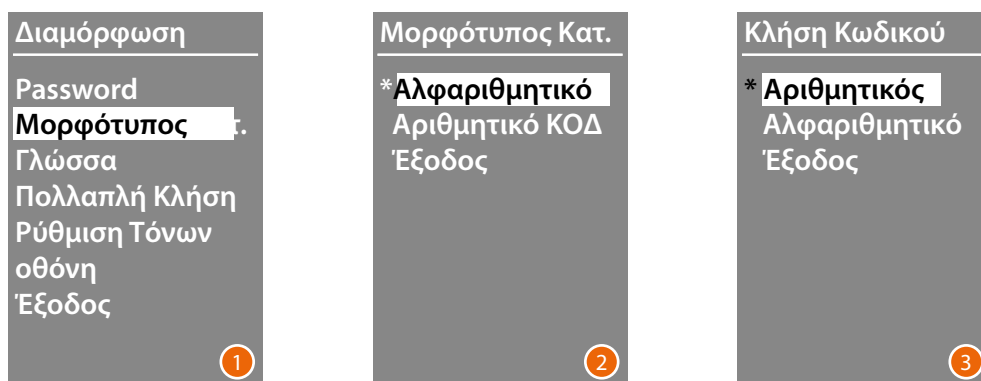 Διαμόρφωση
Password
Μορφότυπος τ.
Γλώσσα
Πολλαπλή Κλήση
Ρύθμιση Τόνων
οθόνη
Έξοδος
1
Μορφότυπος Κατ.
*Αλφαριθμητικό
Αριθμητικό ΚΟΔ
Έξοδος
2
Κλήση Κωδικού
* Αριθμητικός
Αλφαριθμητικό
Έξοδος
3